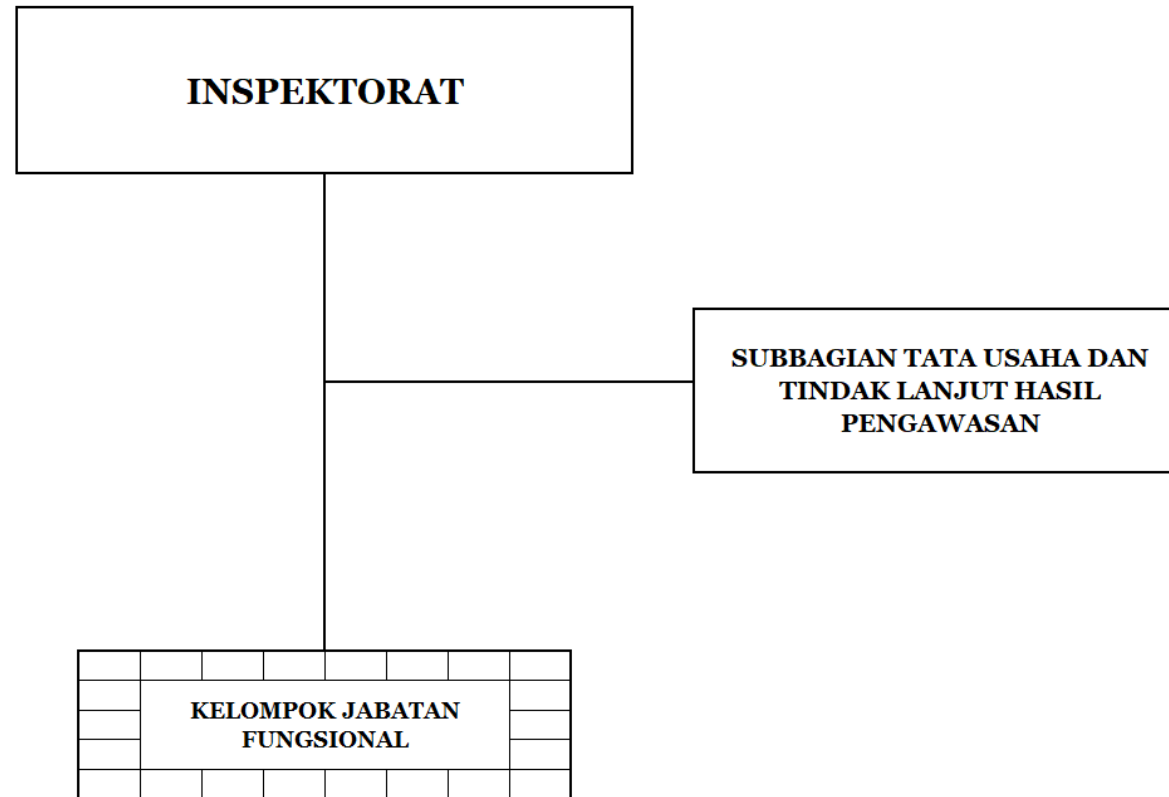 INSPEKTORAT
SUBBAGIAN TATA USAHA DAN
TINDAK LANJUT HASIL
PENGAWASAN
KELOMPOK JABATAN
FUNGSIONAL